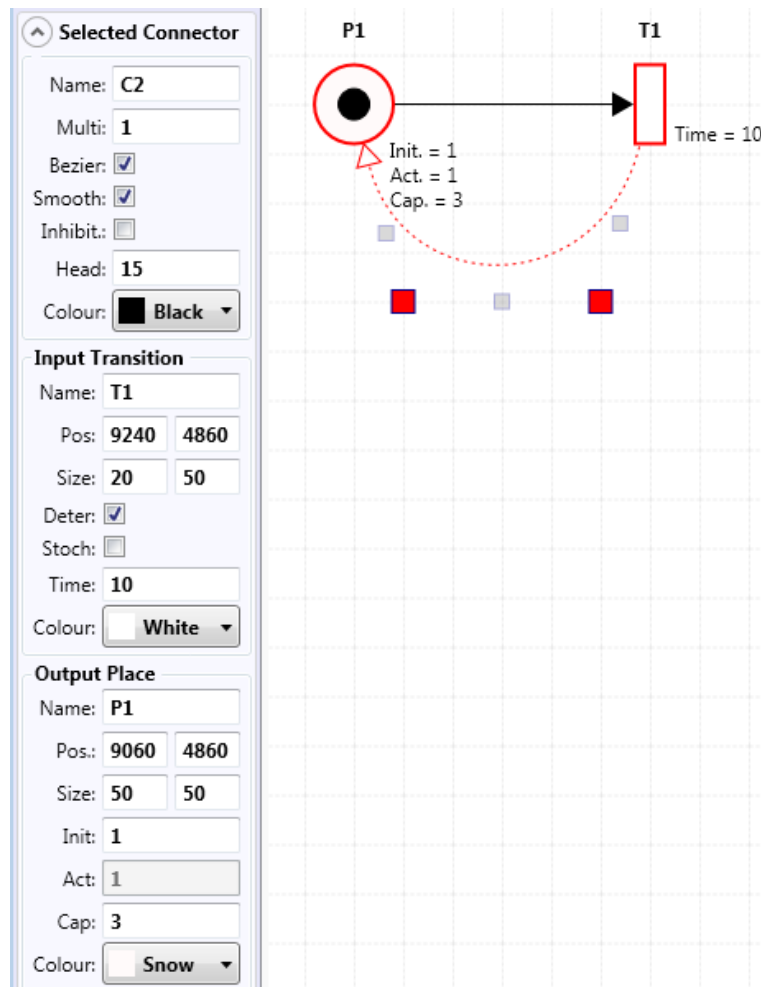 Selected Connector
Name: C2
Multi: 1
Bezier:
Smooth:
Inhibit.:
Head: 15
Colour: Black
Input Transition
Name: T1
Pos: 9240 4860
Size: 20 50
Deter:
Stoch:
Time: 10
Colour: White
Output Place
Name: P1
Pos.: 9060 4860
Size: 50 50
Init: 1
Act: 1
Cap: 3
Colour: Snow
P1
T1
Time = 10
Init. = 1
Act. = 1
Cap. = 3